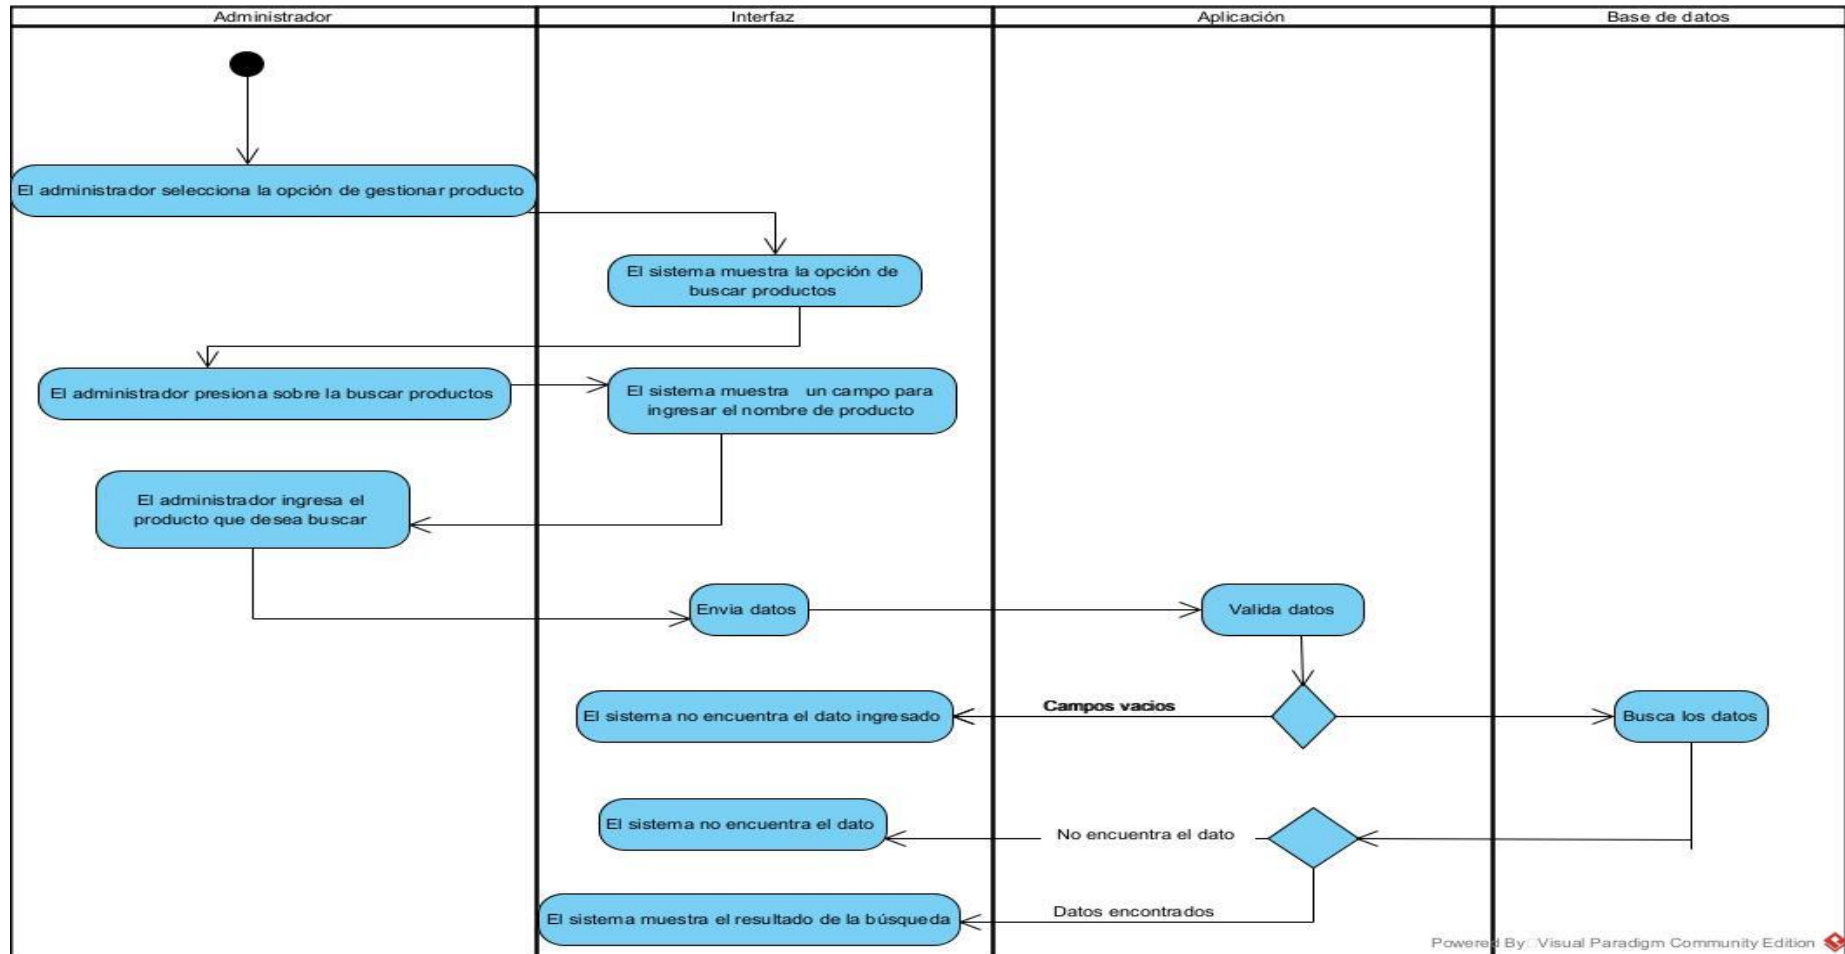 Administrador
Interfaz
Aplicación
Base de datos
El administrador selecciona la opción de gestionar producto
El sistema muestra la opción de
buscar productos
El administrador presiona sobre la buscar productos
El sistema muestra un campo para
ingresar el nombre de producto
El administrador ingresa el
producto que desea buscar
Envia datos
Valida datos
El sistema no encuentra el dato ingresado
Campos vacios
Busca los datos
El sistema no encuentra el dato
No encuentra el dato
El sistema muestra el resultado de la búsqueda
Datos encontrados
Powered By Visual Paradigm Community Edition